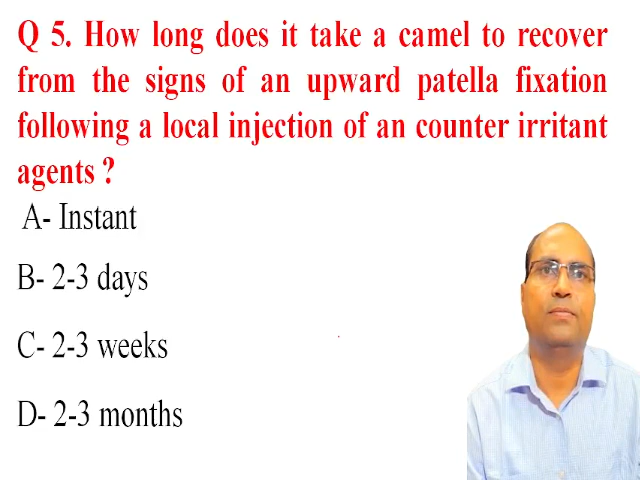 Q 5. How long does it take a camel to recover
from the signs of an upward patella fixation
following a local injection of an counter irritant
agents ?
A- Instant
B- 2-3 days
C- 2-3 weeks
D- 2-3 months